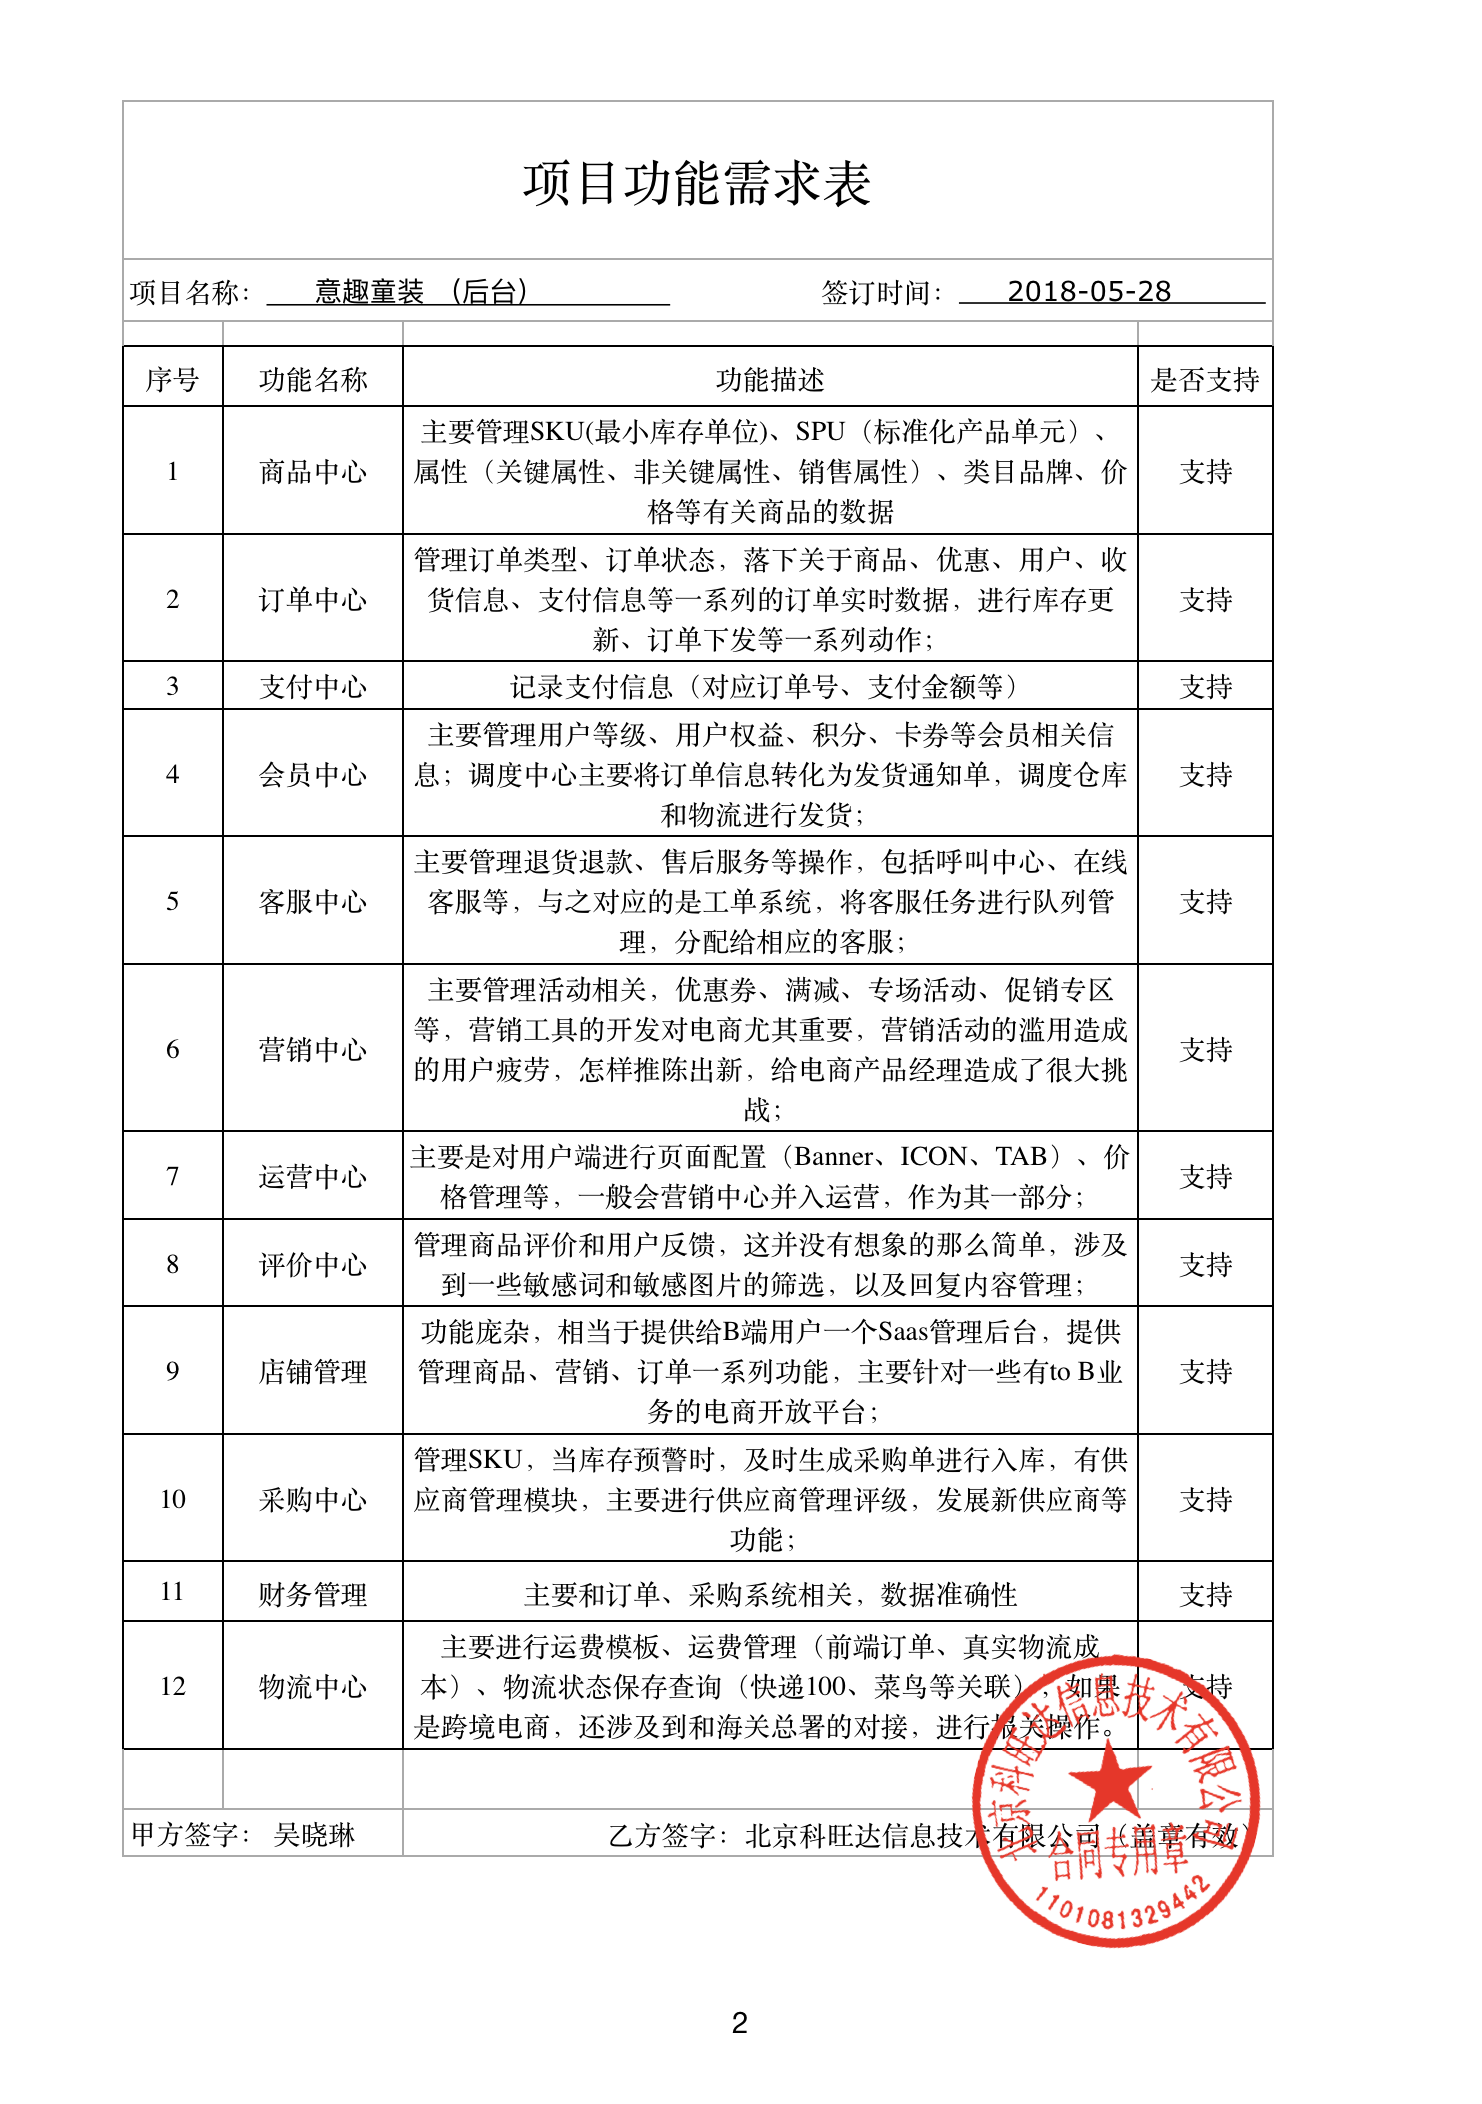 项目功能需求表
项目名称： 意趣童装 （后台） 签订时间： 2018-05-28
序号 功能名称 功能描述 是否支持
1 商品中心 主要管理SKU(最小库存单位)、SPU（标准化产品单元）、
属性（关键属性、非关键属性、销售属性）、类目品牌、价
格等有关商品的数据 支持
2 订单中心 管理订单类型、订单状态，落下关于商品、优惠、用户、收
货信息、支付信息等一系列的订单实时数据，进行库存更
新、订单下发等一系列动作； 支持
3 支付中心 记录支付信息（对应订单号、支付金额等） 支持
4 会员中心 主要管理用户等级、用户权益、积分、卡券等会员相关信
息；调度中心主要将订单信息转化为发货通知单，调度仓库
和物流进行发货； 支持
5 客服中心 主要管理退货退款、售后服务等操作，包括呼叫中心、在线
客服等，与之对应的是工单系统，将客服任务进行队列管
理，分配给相应的客服； 支持
6 营销中心 主要管理活动相关，优惠券、满减、专场活动、促销专区
等，营销工具的开发对电商尤其重要，营销活动的滥用造成
的用户疲劳，怎样推陈出新，给电商产品经理造成了很大挑
战； 支持
7 运营中心 主要是对用户端进行页面配置（Banner、ICON、TAB）、价
格管理等，一般会营销中心并入运营，作为其一部分； 支持
8 评价中心 管理商品评价和用户反馈，这并没有想象的那么简单，涉及
到一些敏感词和敏感图片的筛选，以及回复内容管理； 支持
9 店铺管理 功能庞杂，相当于提供给B端用户一个Saas管理后台，提供
管理商品、营销、订单一系列功能，主要针对一些有to B业
务的电商开放平台； 支持
10 采购中心 管理SKU，当库存预警时，及时生成采购单进行入库，有供
应商管理模块，主要进行供应商管理评级，发展新供应商等
功能； 支持
11 财务管理 主要和订单、采购系统相关，数据准确性 支持
12 物流中心 主要进行运费模板、运费管理（前端订单、真实物流成
本）、物流状态保存查询（快递100、菜鸟等关联），如果
是跨境电商，还涉及到和海关总署的对接，进行报关操作。 支持
甲方签字： 吴晓琳 乙方签字：北京科旺达信息技术有限公司（盖章有效）
北京科旺达信息技术有限公司
合同专用章
1101081329442
2